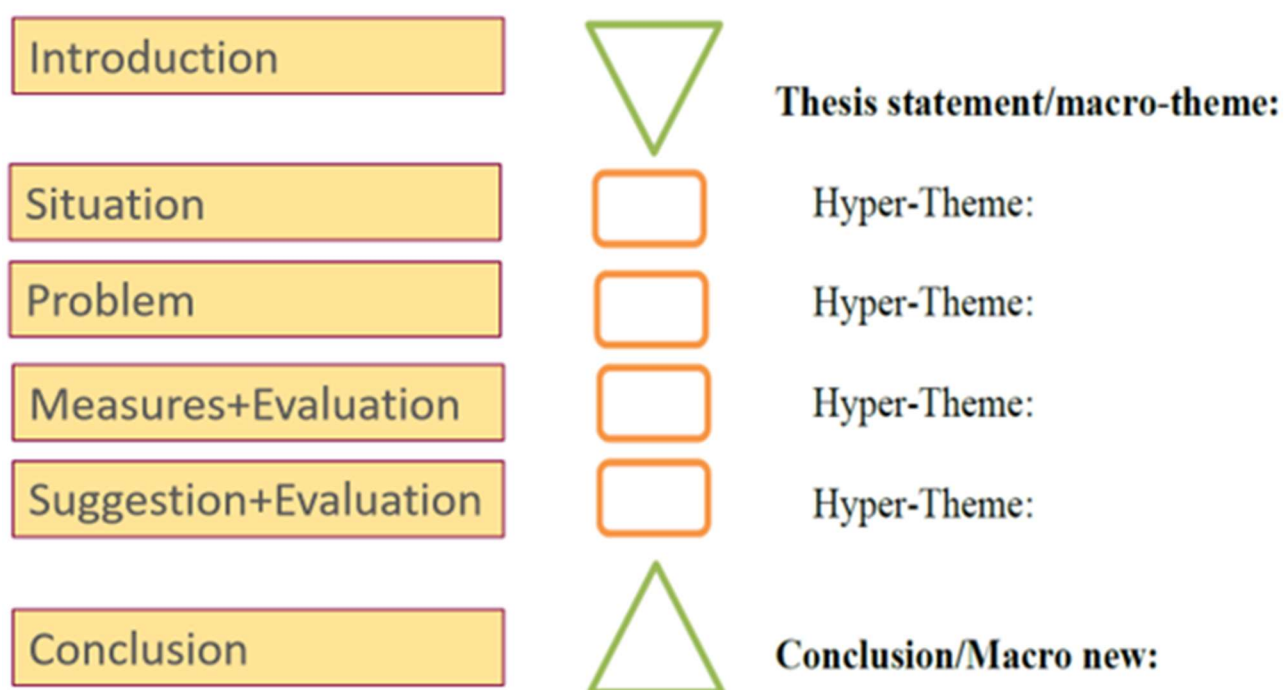 Introduction
Thesis statement/macro-theme:
Situation
Hyper-Theme:
Problem
Hyper-Theme:
Measures+Evaluation
Hyper-Theme:
Suggestion+Evaluation
Hyper-Theme:
Conclusion
Conclusion/Macro new: